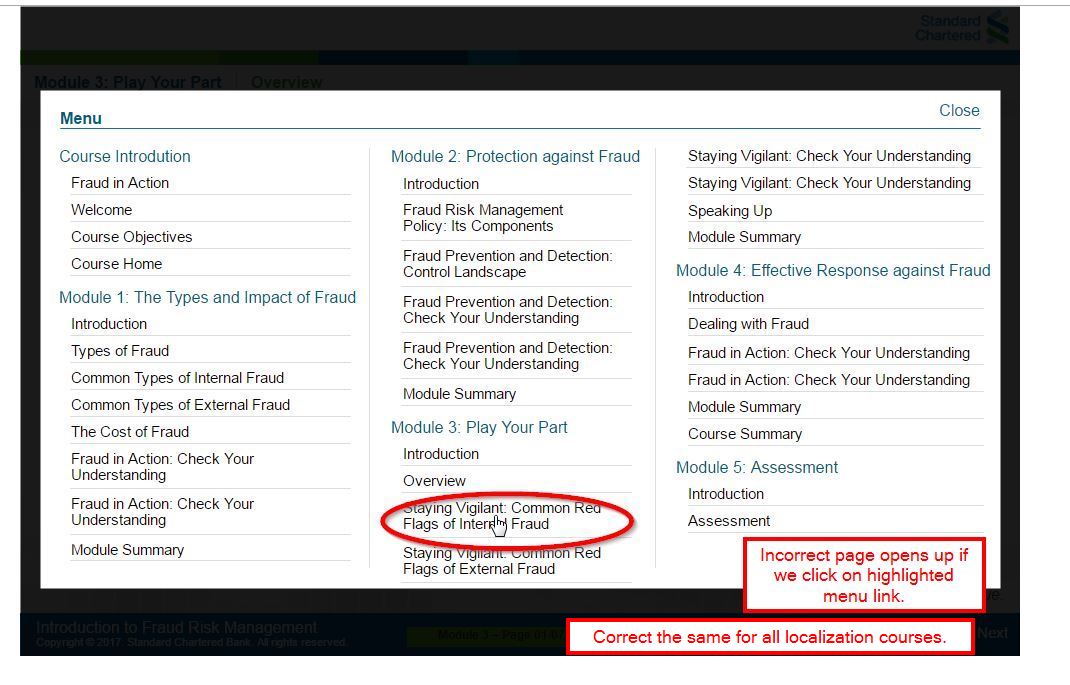 Standard
Chartered
Module 3: Play Your Part
Overview
Menu
Close
Course Introdution
Fraud in Action
Welcome
Course Objectives
Course Home
Module 1: The Types and Impact of Fraud
Introduction
Types of Fraud
Common Types of Internal Fraud
Common Types of External Fraud
The Cost of Fraud
Fraud in Action: Check Your
Understanding
Fraud in Action: Check Your
Understanding
Module Summary
Module 2: Protection against Fraud
Introduction
Fraud Risk Management
Policy: Its Components
Fraud Prevention and Detection:
Control Landscape
Fraud Prevention and Detection:
Check Your Understanding
Fraud Prevention and Detection:
Check Your Understanding
Module Summary
Module 3: Play Your Part
Introduction
Overview
Staying Vigilant: Common Red
Flags of Internal Fraud
Staying Vigilant: Common Red
Flags of External Fraud
Staying Vigilant: Check Your Understanding
Staying Vigilant: Check Your Understanding
Speaking Up
Module Summary
Module 4: Effective Response against Fraud
Introduction
Dealing with Fraud
Fraud in Action: Check Your Understanding
Fraud in Action: Check Your Understanding
Module Summary
Course Summary
Module 5: Assessment
Introduction
Assessment
Incorrect page opens up if
we click on highlighted
menu link.
Correct the same for all localization courses.
Introduction to Fraud Risk Management
Copyright © 2017. Standard Chartered Bank. All rights reserved.
Module 3 – Page 01/07
Next